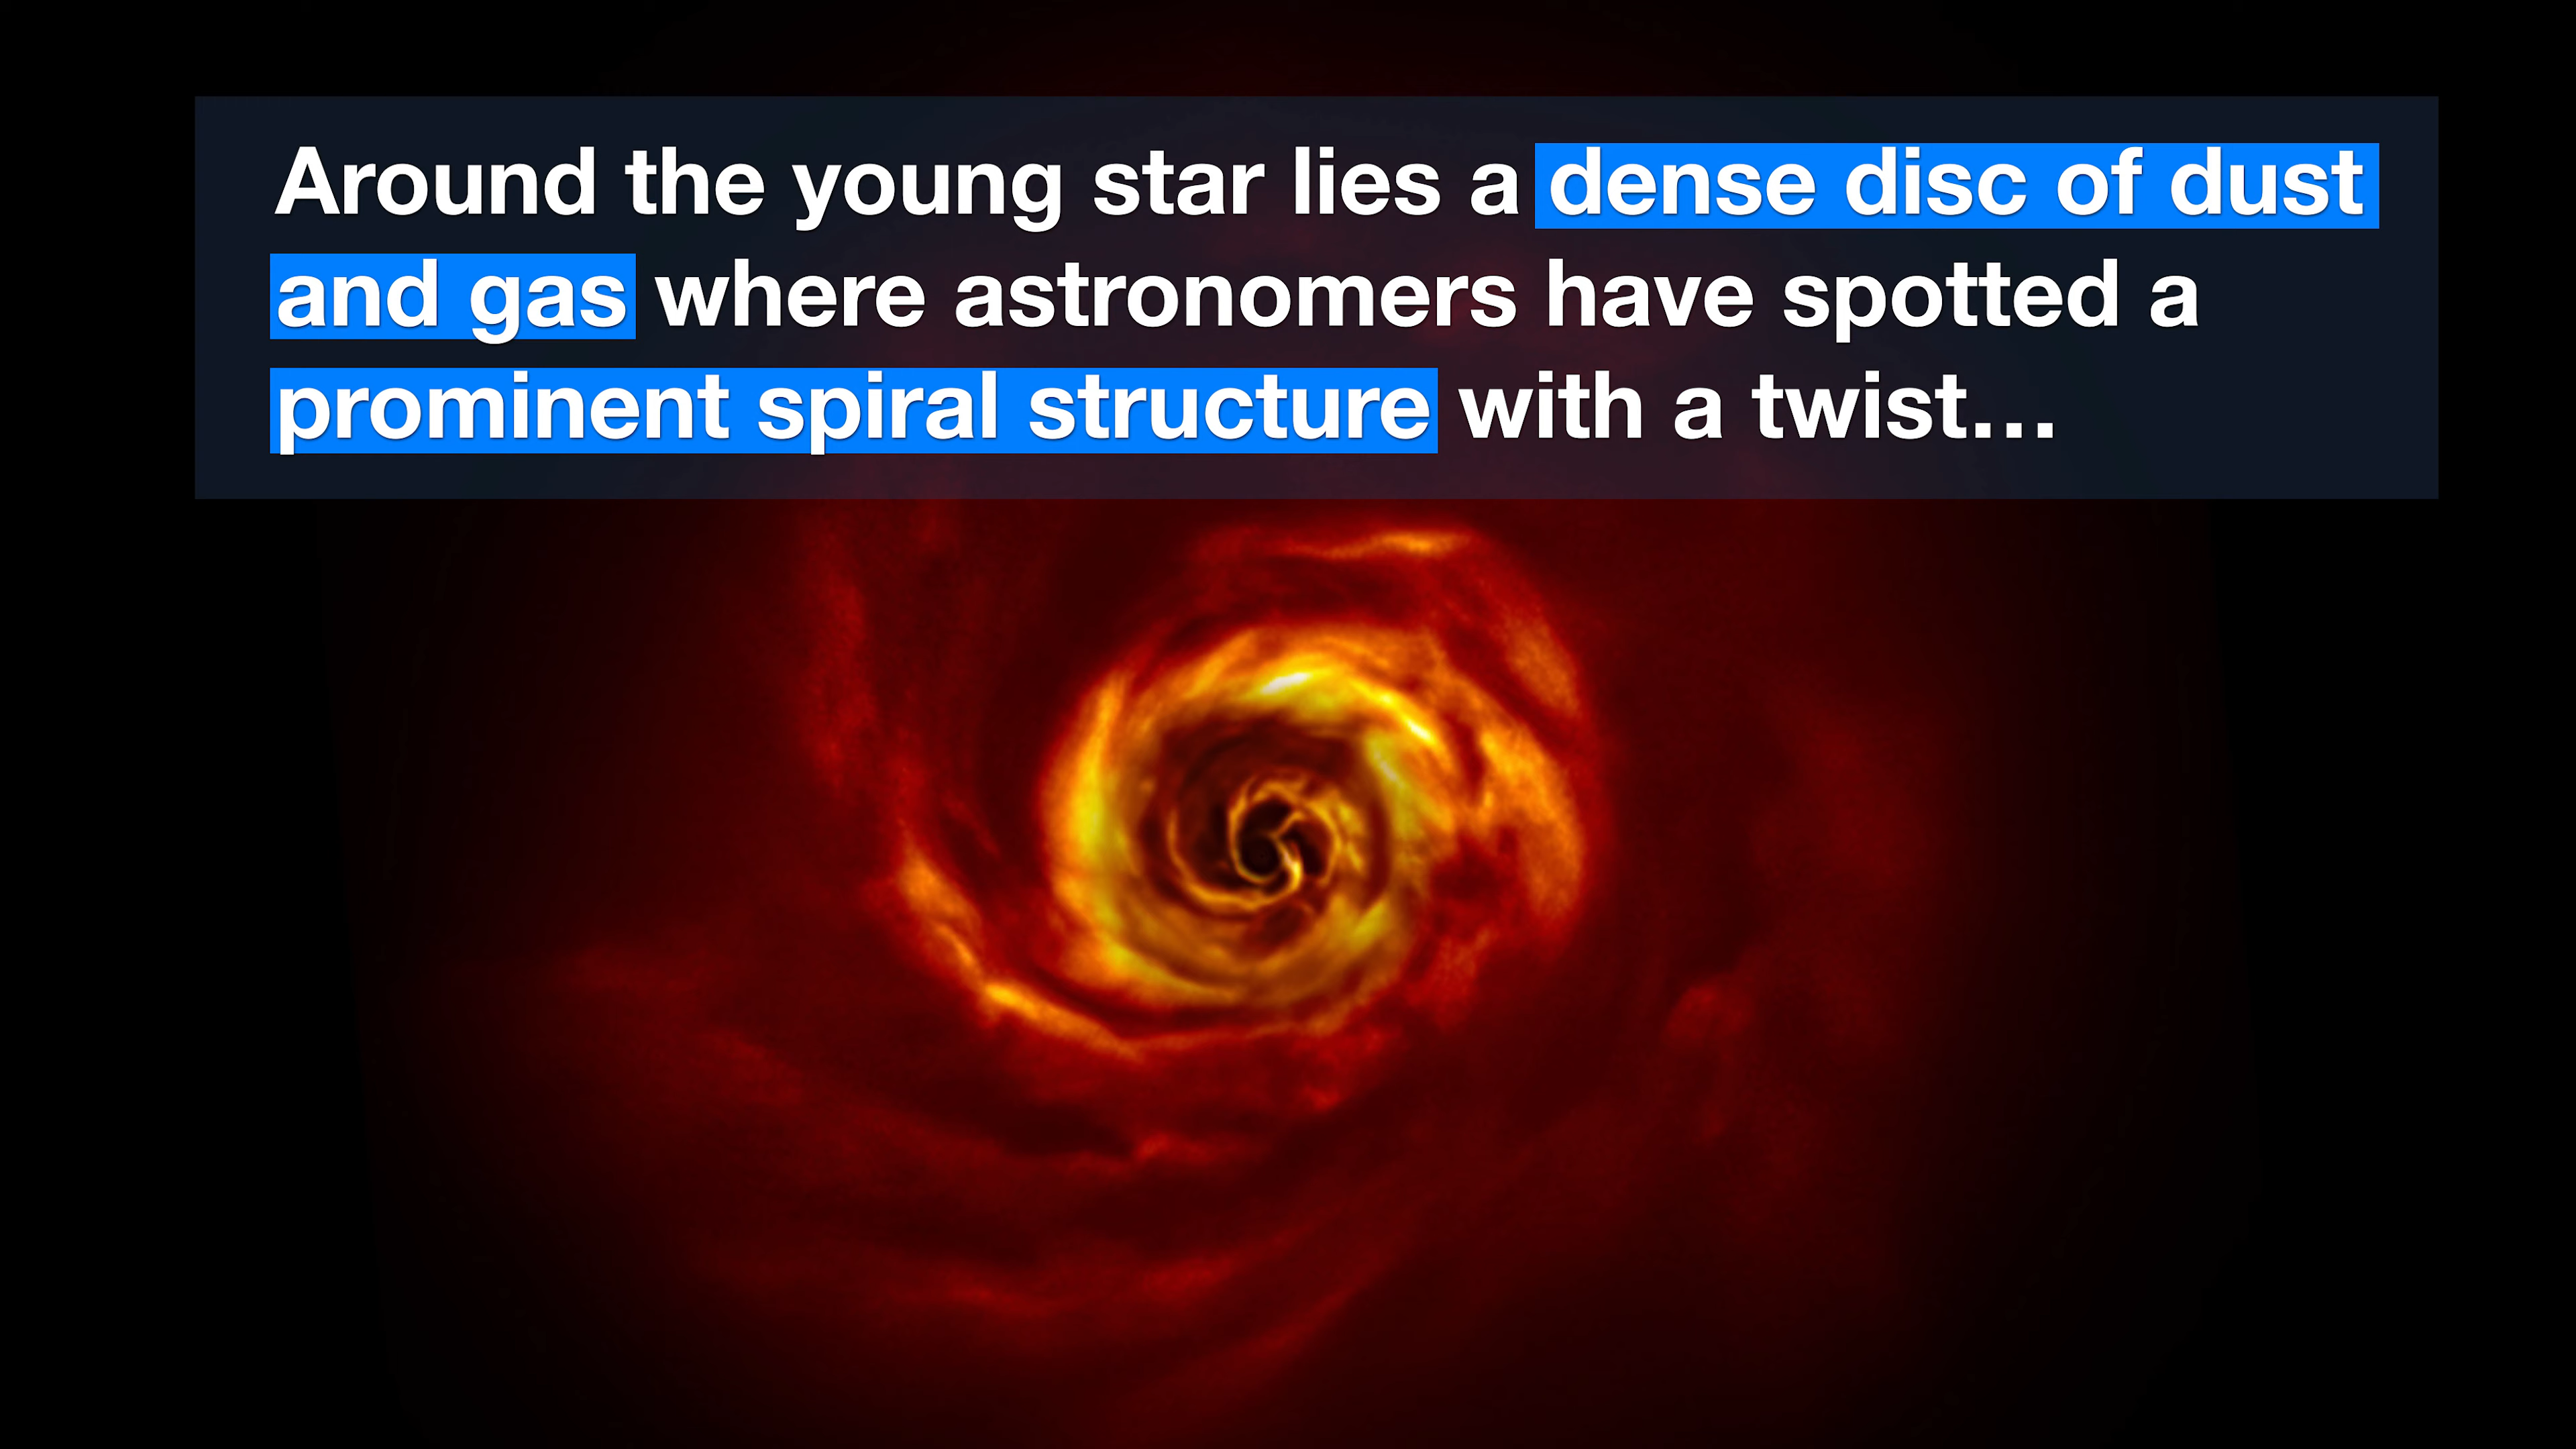 Around the young star lies a dense disc of dust
and gas where astronomers have spotted a
prominent spiral structure with a twist…